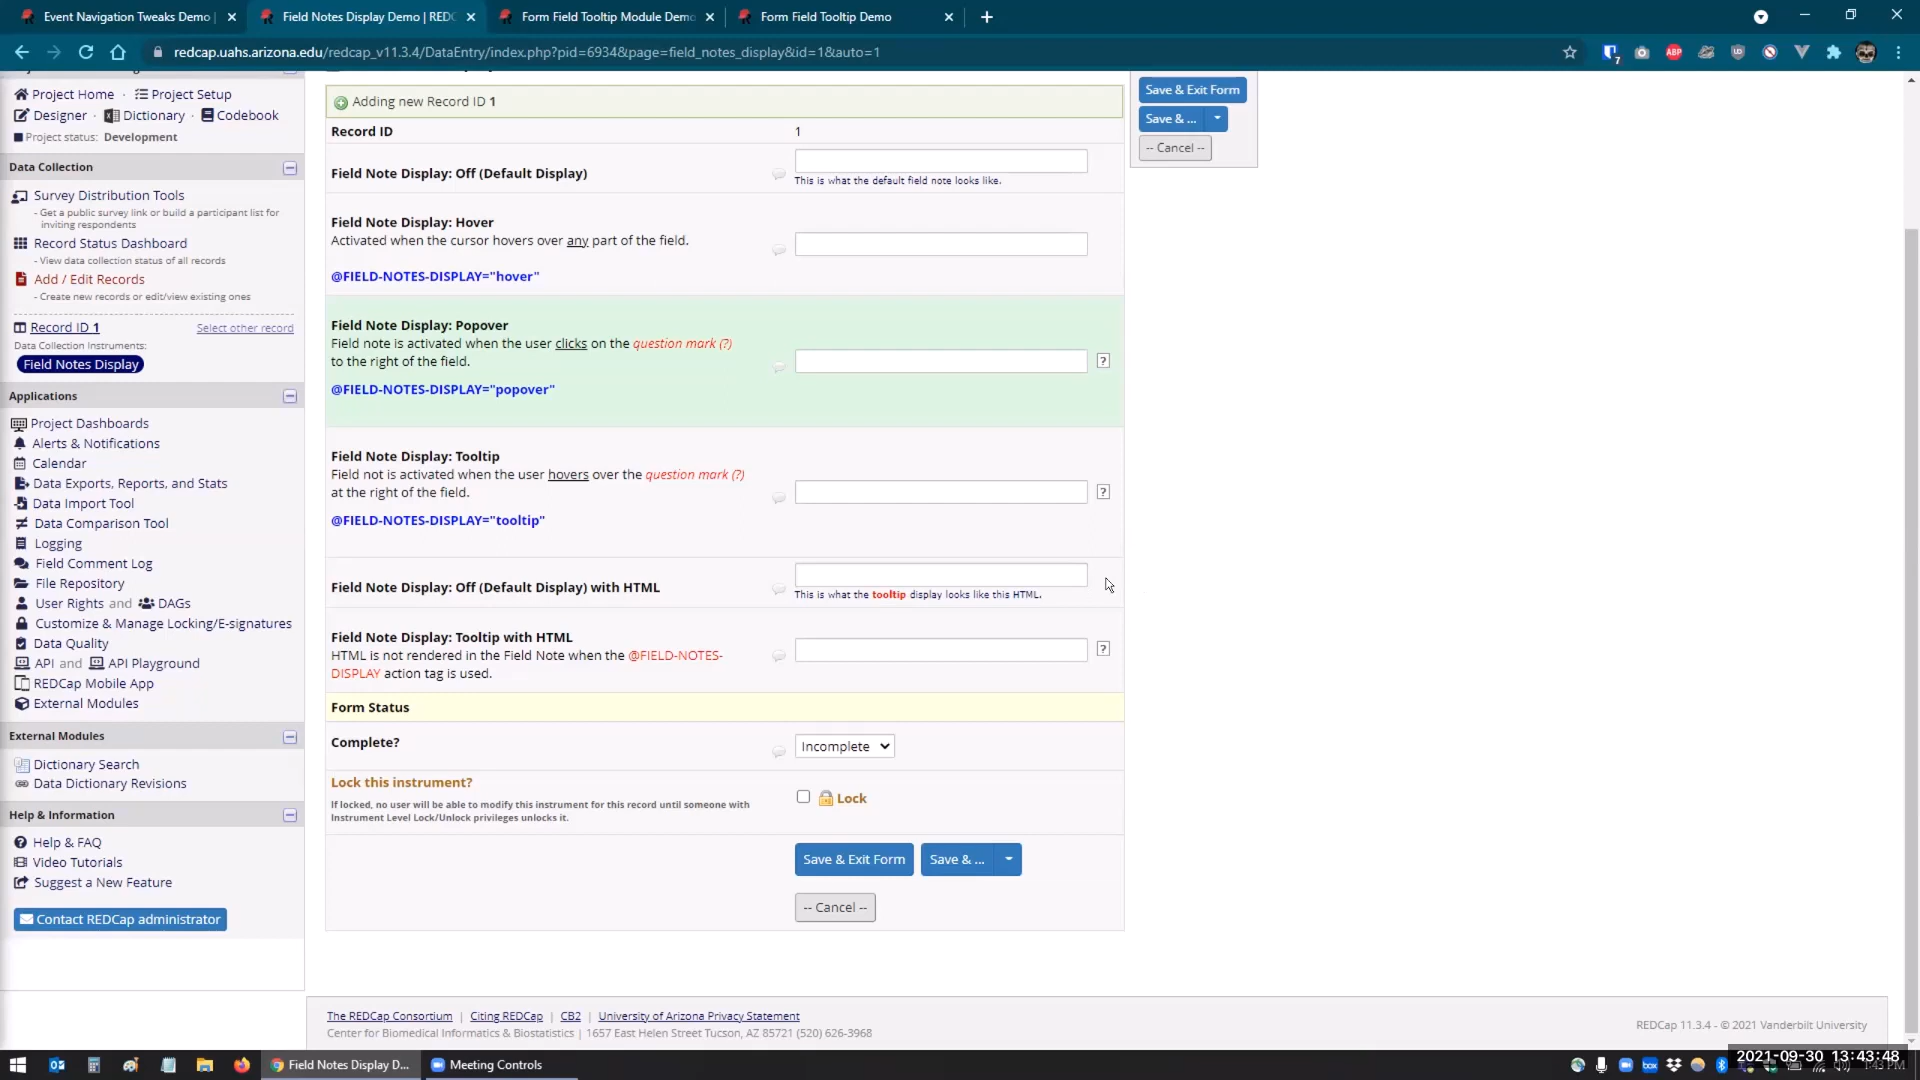 Event Navigation Tweaks Demo |
Field Notes Display Demo | REDC
Form Field Tooltip Module Demo
Form Field Tooltip Demo
redcap.uahs.arizona.edu/redcap_v11.3.4/DataEntry/index.php?pid=6934&page=field_notes_display&id=1&auto=1
Project Home · Project Setup
Designer · Dictionary · Codebook
Project status: Development
Data Collection
Survey Distribution Tools
- Get a public survey link or build a participant list for
inviting respondents
Record Status Dashboard
- View data collection status of all records
Add / Edit Records
- Create new records or edit/view existing ones
Record ID 1 Select other record
Data Collection Instruments:
Field Notes Display
Applications
Project Dashboards
Alerts & Notifications
Calendar
Data Exports, Reports, and Stats
Data Import Tool
Data Comparison Tool
Logging
Field Comment Log
File Repository
User Rights and DAGs
Customize & Manage Locking/E-signatures
Data Quality
API and API Playground
REDCap Mobile App
External Modules
External Modules
Dictionary Search
Data Dictionary Revisions
Help & Information
Help & FAQ
Video Tutorials
Suggest a New Feature
Contact REDCap administrator
Adding new Record ID 1
Record ID 1
Field Note Display: Off (Default Display)
This is what the default field note looks like.
Field Note Display: Hover
Activated when the cursor hovers over any part of the field.
@FIELD-NOTES-DISPLAY="hover"
Field Note Display: Popover
Field note is activated when the user clicks on the question mark (?)
to the right of the field.
?
@FIELD-NOTES-DISPLAY="popover"
Field Note Display: Tooltip
Field not is activated when the user hovers over the question mark (?)
at the right of the field.
?
@FIELD-NOTES-DISPLAY="tooltip"
Field Note Display: Off (Default Display) with HTML
This is what the tooltip display looks like this HTML.
Field Note Display: Tooltip with HTML
HTML is not rendered in the Field Note when the @FIELD-NOTES-
DISPLAY action tag is used.
?
Form Status
Complete?
Incomplete
Lock this instrument?
If locked, no user will be able to modify this instrument for this record until someone with
Instrument Level Lock/Unlock privileges unlocks it.
Lock
Save & Exit Form
Save & ...
-- Cancel --
Save & Exit Form
Save & ...
-- Cancel --
The REDCap Consortium | Citing REDCap | CB2 | University of Arizona Privacy Statement
Center for Biomedical Informatics & Biostatistics | 1657 East Helen Street Tucson, AZ 85721 (520) 626-3968
REDCap 11.3.4 - © 2021 Vanderbilt University
Field Notes Display D...
Meeting Controls
2021-09-30 13:43:48